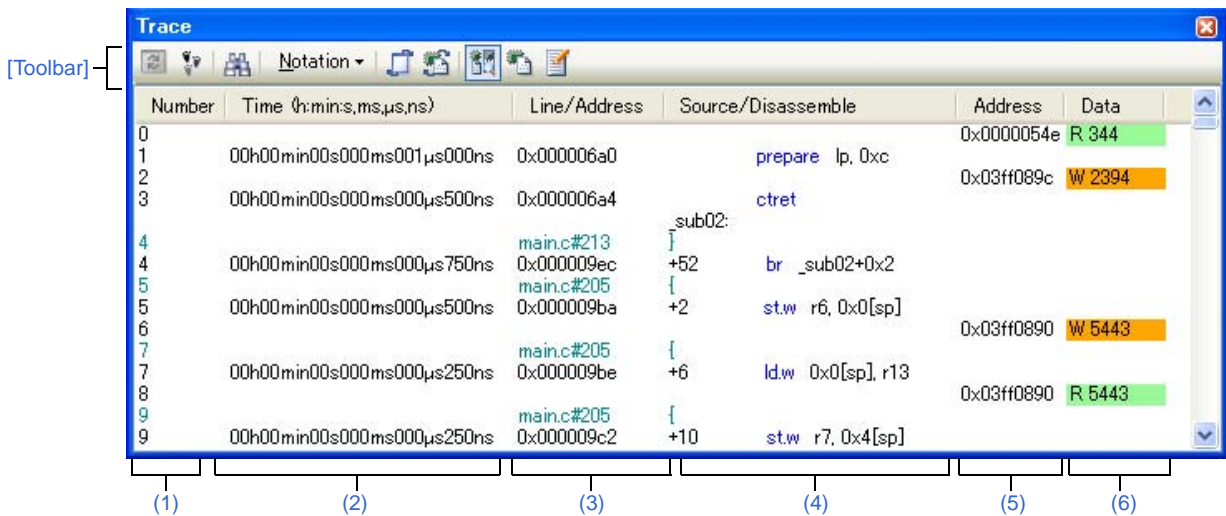 Trace
[Toolbar]
Notation
Number Time (h:min:s,ms,µs,ns) Line/Address Source/Disassemble Address Data
0 0x0000054e R 344
1 00h00min00s000ms001µs000ns 0x000006a0 prepare lp, 0xc
2 0x03ff089c W 2394
3 00h00min00s000ms000µs500ns 0x000006a4 ctret
_sub02:
4 main.c#213 }
4 00h00min00s000ms000µs750ns 0x000009ec +52 br _sub02+0x2
5 main.c#205 {
5 00h00min00s000ms000µs500ns 0x000009ba +2 st.w r6, 0x0[sp]
6 0x03ff0890 W 5443
7 main.c#205 {
7 00h00min00s000ms000µs250ns 0x000009be +6 ld.w 0x0[sp], r13
8 0x03ff0890 R 5443
9 main.c#205 {
9 00h00min00s000ms000µs250ns 0x000009c2 +10 st.w r7, 0x4[sp]
(1) (2) (3) (4) (5) (6)